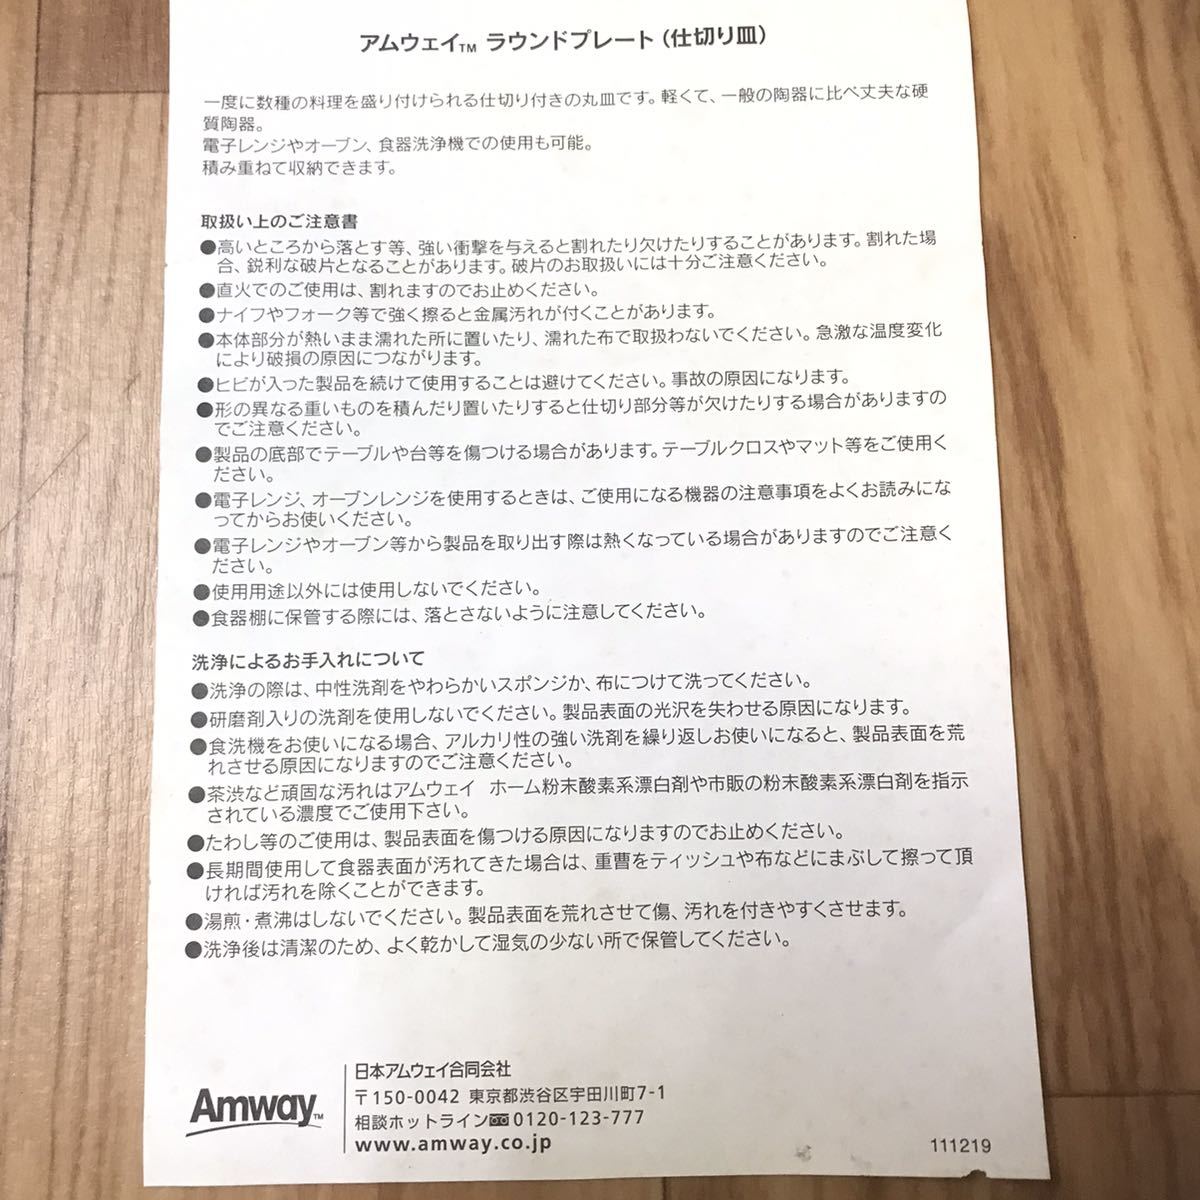 アムウェイ™ ラウンドプレート（仕切り皿）
一度に数種の料理を盛り付けられる仕切り付きの丸皿です。軽くて、一般の陶器に比べ丈夫な硬
質陶器。
電子レンジやオーブン、食器洗浄機での使用も可能。
積み重ねて収納できます。
取扱い上のご注意書
●高いところから落とす等、強い衝撃を与えると割れたり欠けたりすることがあります。割れた場
合、鋭利な破片となることがあります。破片のお取扱いには十分ご注意ください。
●直火でのご使用は、割れますのでお止めください。
●ナイフやフォーク等で強く擦ると金属汚れが付くことがあります。
●本体部分が熱いまま濡れた所に置いたり、濡れた布で取扱わないでください。急激な温度変化
により破損の原因につながります。
●ヒビが入った製品を続けて使用することは避けてください。事故の原因になります。
●形の異なる重いものを積んだり置いたりすると仕切り部分等が欠けたりする場合がありますの
でご注意ください。
●製品の底部でテーブルや台等を傷つける場合があります。テーブルクロスやマット等をご使用く
ださい。
●電子レンジ、オーブンレンジを使用するときは、ご使用になる機器の注意事項をよくお読みにな
ってからお使いください。
●電子レンジやオーブン等から製品を取り出す際は熱くなっている場合がありますのでご注意く
ださい。
●使用用途以外には使用しないでください。
●食器棚に保管する際には、落とさないように注意してください。
洗浄によるお手入れについて
●洗浄の際は、中性洗剤をやわらかいスポンジか、布につけて洗ってください。
●研磨剤入りの洗剤を使用しないでください。製品表面の光沢を失わせる原因になります。
●食洗機をお使いになる場合、アルカリ性の強い洗剤を繰り返しお使いになると、製品表面を荒
れさせる原因になりますのでご注意ください。
●茶渋など頑固な汚れはアムウェイ　ホーム粉末酸素系漂白剤や市販の粉末酸素系漂白剤を指示
されている濃度でご使用下さい。
●たわし等のご使用は、製品表面を傷つける原因になりますのでお止めください。
●長期間使用して食器表面が汚れてきた場合は、重曹をティッシュや布などにまぶして擦って頂
ければ汚れを除くことができます。
●湯煎・煮沸はしないでください。製品表面を荒れさせて傷、汚れを付きやすくさせます。
●洗浄後は清潔のため、よく乾かして湿気の少ない所で保管してください。
Amway™
日本アムウェイ合同会社
〒150-0042 東京都渋谷区宇田川町7-1
相談ホットライン0120-123-777
www.amway.co.jp
111219